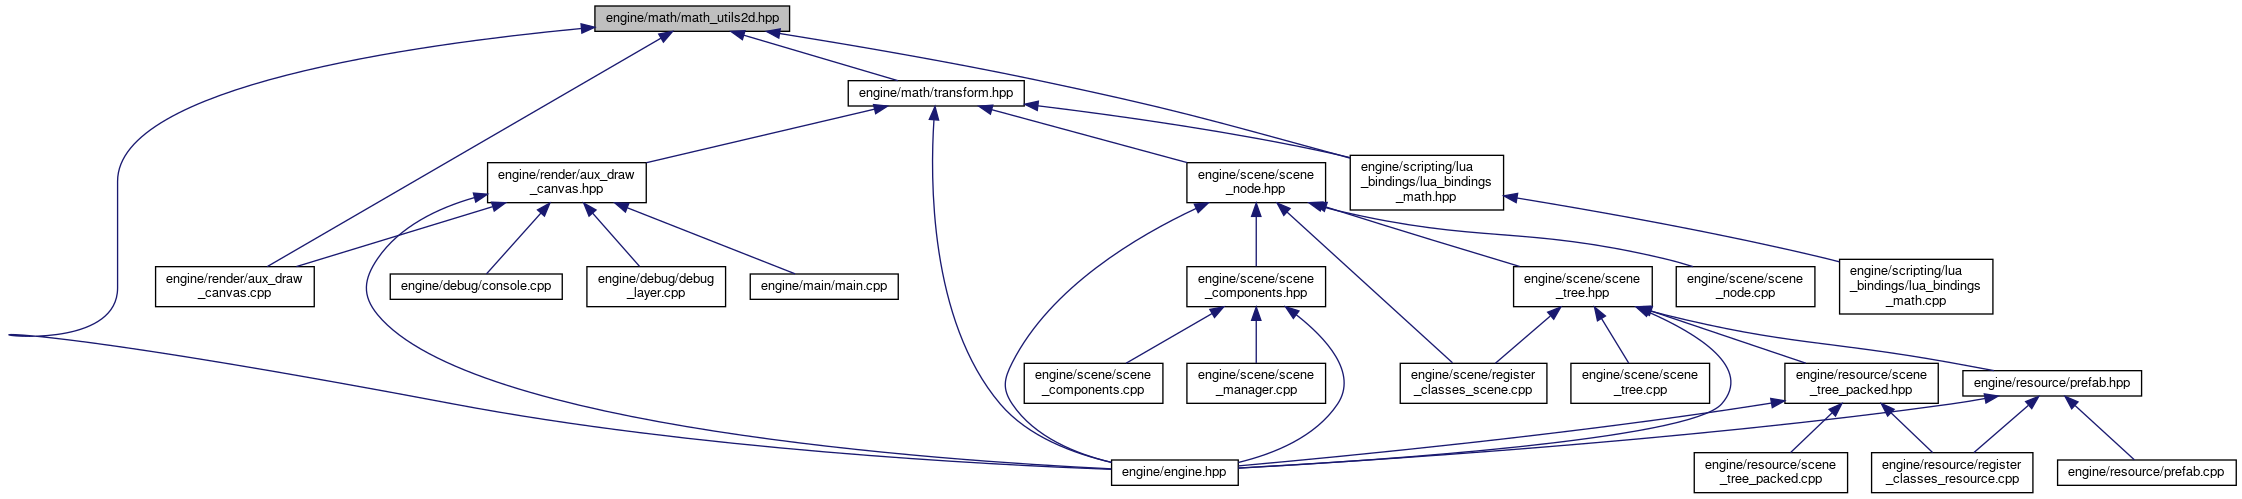 engine/math/math_utils2d.hpp
engine/math/transform.hpp
engine/render/aux_draw
_canvas.hpp
engine/scene/scene
_node.hpp
engine/scripting/lua
_bindings/lua_bindings
_math.hpp
engine/render/aux_draw
_canvas.cpp
engine/debug/console.cpp
engine/debug/debug
_layer.cpp
engine/main/main.cpp
engine/scene/scene
_components.hpp
engine/scene/scene
_tree.hpp
engine/scene/scene
_node.cpp
engine/scripting/lua
_bindings/lua_bindings
_math.cpp
engine/scene/scene
_components.cpp
engine/scene/scene
_manager.cpp
engine/scene/register
_classes_scene.cpp
engine/scene/scene
_tree.cpp
engine/resource/scene
_tree_packed.hpp
engine/resource/prefab.hpp
engine/engine.hpp
engine/resource/scene
_tree_packed.cpp
engine/resource/register
_classes_resource.cpp
engine/resource/prefab.cpp